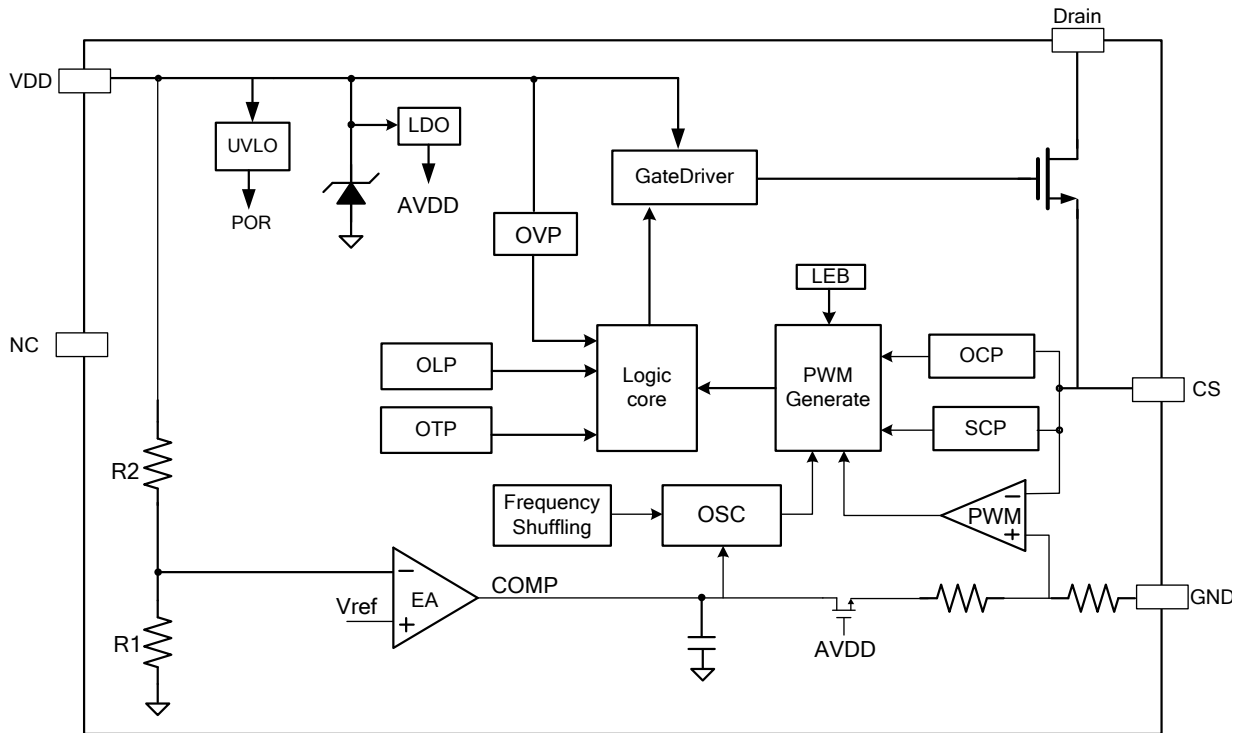 Drain
VDD
UVLO
LDO
GateDriver
POR
AVDD
OVP
LEB
NC
OLP
Logic
core
PWM
Generate
OCP
CS
OTP
SCP
R2
Frequency
Shuffling
OSC
−
PWM
+
−
EA
+
COMP
Vref
GND
R1
AVDD